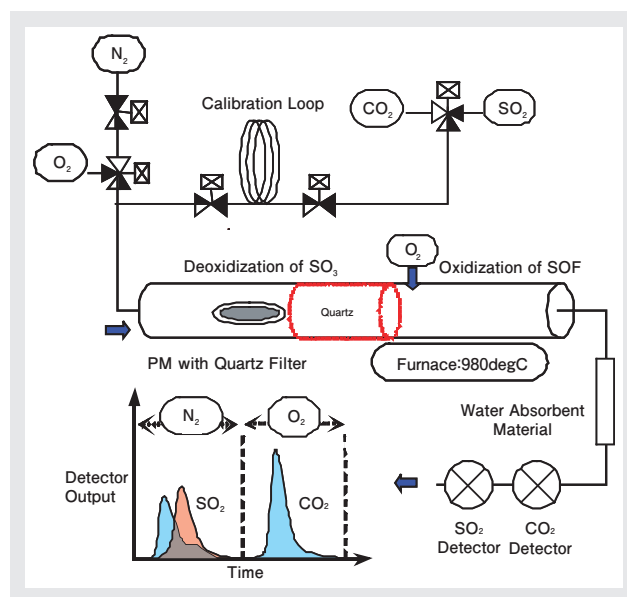 N2
Calibration Loop
CO2
SO2
O2
O2
Deoxidization of SO3
Oxidization of SOF
Quartz
PM with Quartz Filter
Furnace:980degC
Water Absorbent
Material
N2
O2
Detector
Output
SO2
CO2
Time
SO2
Detector
CO2
Detector